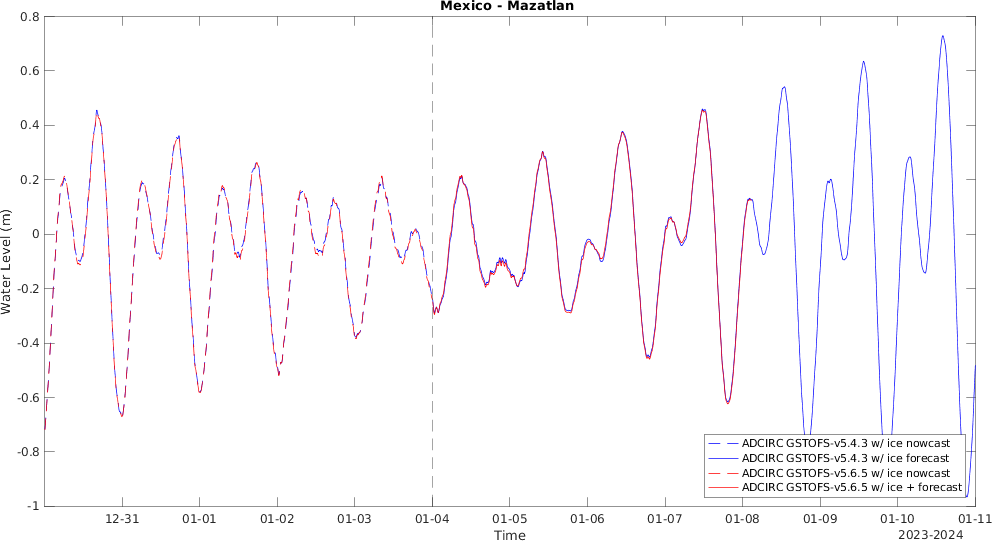 Mexico - Mazatlan
0.8
0.6
0.4
0.2
0
-0.2
-0.4
-0.6
-0.8
-1
Water Level (m)
ADCIRC GSTOFS-v5.4.3 w/ ice nowcast
ADCIRC GSTOFS-v5.4.3 w/ ice forecast
ADCIRC GSTOFS-v5.6.5 w/ ice nowcast
ADCIRC GSTOFS-v5.6.5 w/ ice + forecast
12-31 01-01 01-02 01-03 01-04 01-05 01-06 01-07 01-08 01-09 01-10 01-11
Time
2023-2024